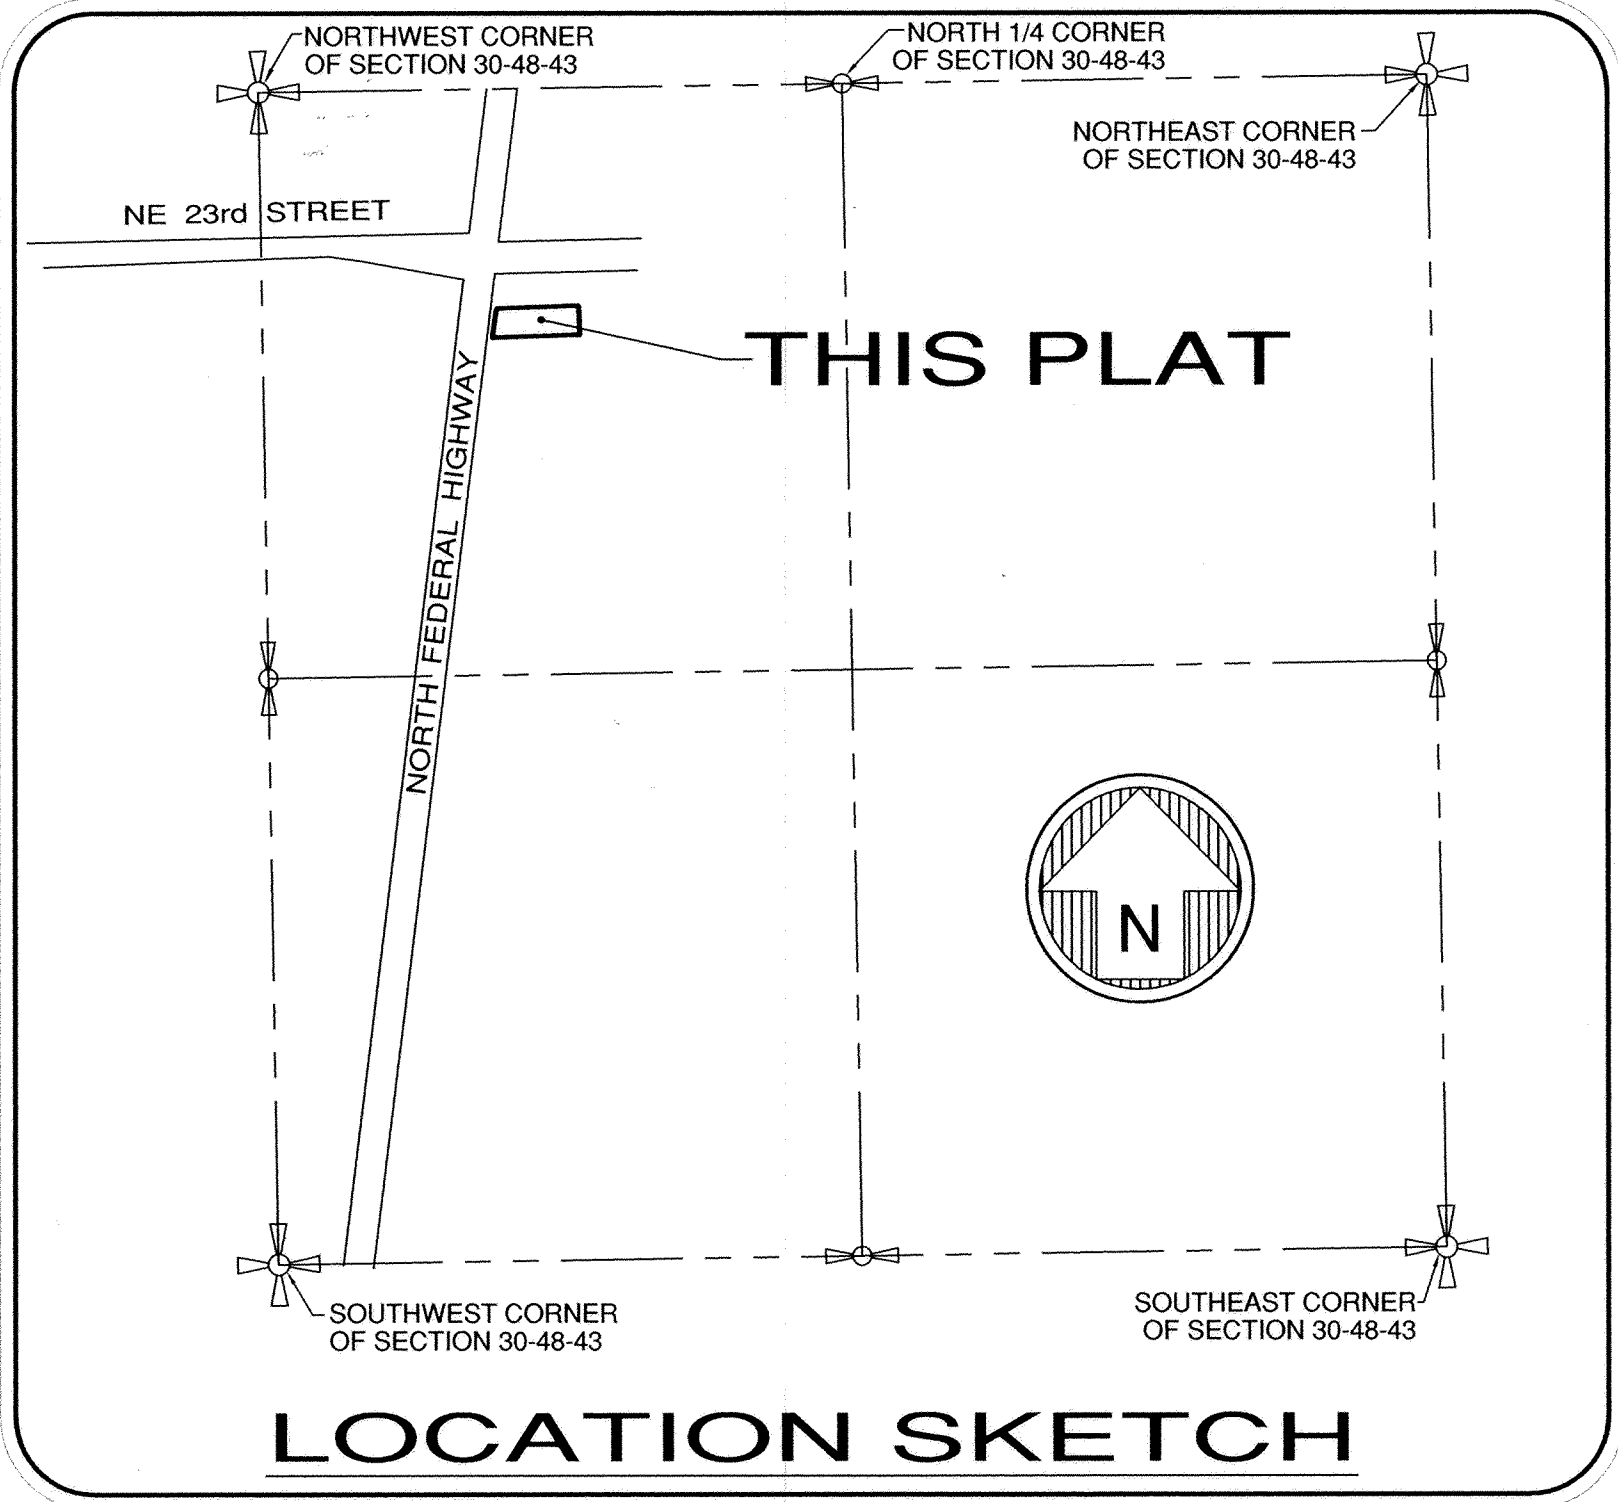 NORTHWEST CORNER
OF SECTION 30-48-43
NORTH 1/4 CORNER
OF SECTION 30-48-43
NORTHEAST CORNER
OF SECTION 30-48-43
NE 23rd STREET
THIS PLAT
NORTH FEDERAL HIGHWAY
N
SOUTHWEST CORNER
OF SECTION 30-48-43
SOUTHEAST CORNER
OF SECTION 30-48-43
LOCATION SKETCH